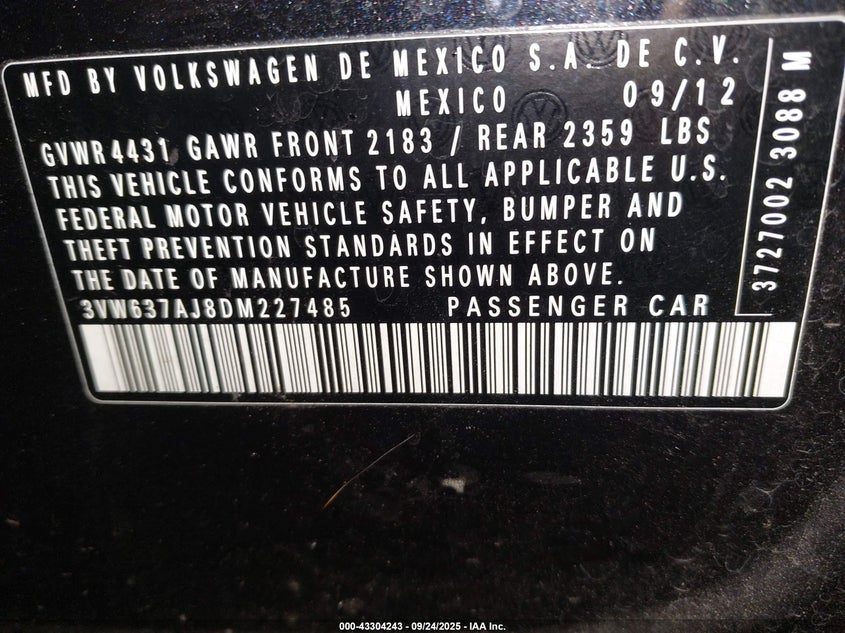 MFD BY VOLKSWAGEN DE MEXICO S.A. DE C.V.
MEXICO 09/12
GVWR 4431 GAWR FRONT 2183 / REAR 2359 LBS
THIS VEHICLE CONFORMS TO ALL APPLICABLE U.S.
FEDERAL MOTOR VEHICLE SAFETY, BUMPER AND
THEFT PREVENTION STANDARDS IN EFFECT ON
THE DATE OF MANUFACTURE SHOWN ABOVE.
3VW637AJ8DM227485 PASSENGER CAR
3727002 3088 M
000-43304243 - 09/24/2025 - IAA Inc.